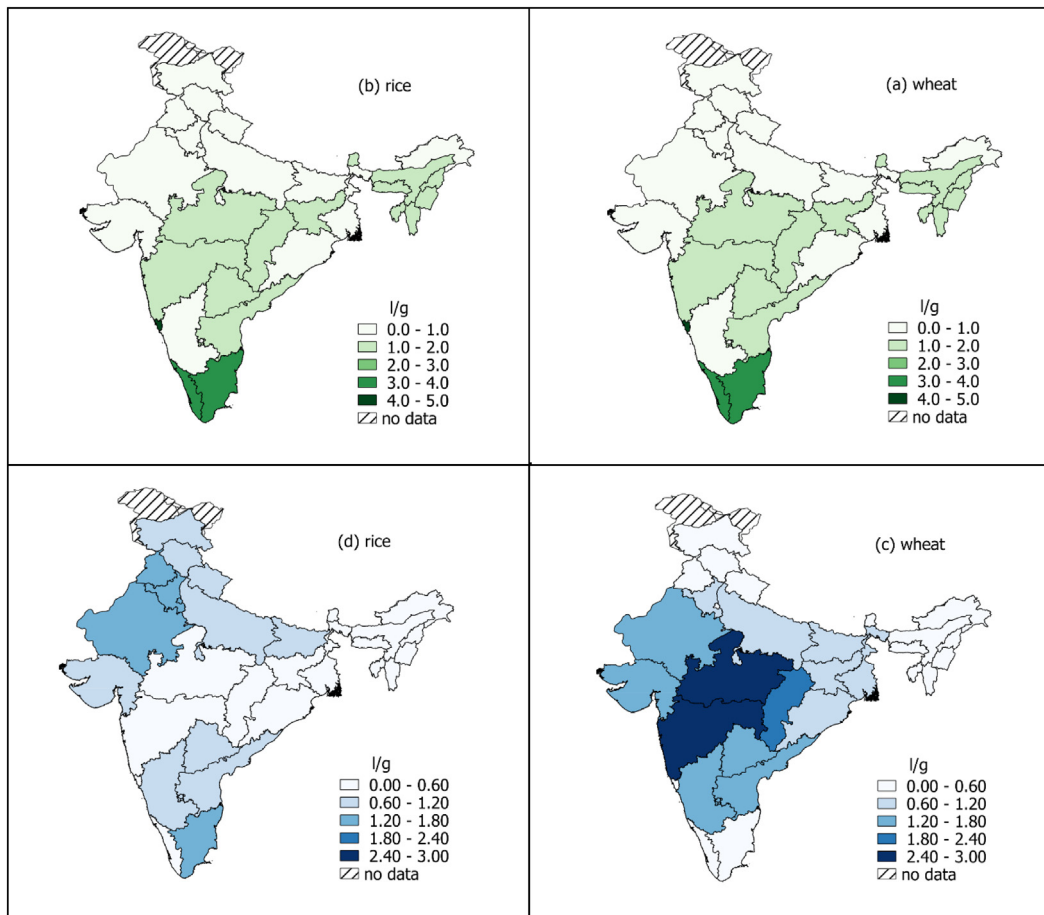 (b) rice
l/g
0.0 - 1.0
1.0 - 2.0
2.0 - 3.0
3.0 - 4.0
4.0 - 5.0
no data
(a) wheat
l/g
0.0 - 1.0
1.0 - 2.0
2.0 - 3.0
3.0 - 4.0
4.0 - 5.0
no data
(d) rice
l/g
0.00 - 0.60
0.60 - 1.20
1.20 - 1.80
1.80 - 2.40
2.40 - 3.00
no data
(c) wheat
l/g
0.00 - 0.60
0.60 - 1.20
1.20 - 1.80
1.80 - 2.40
2.40 - 3.00
no data